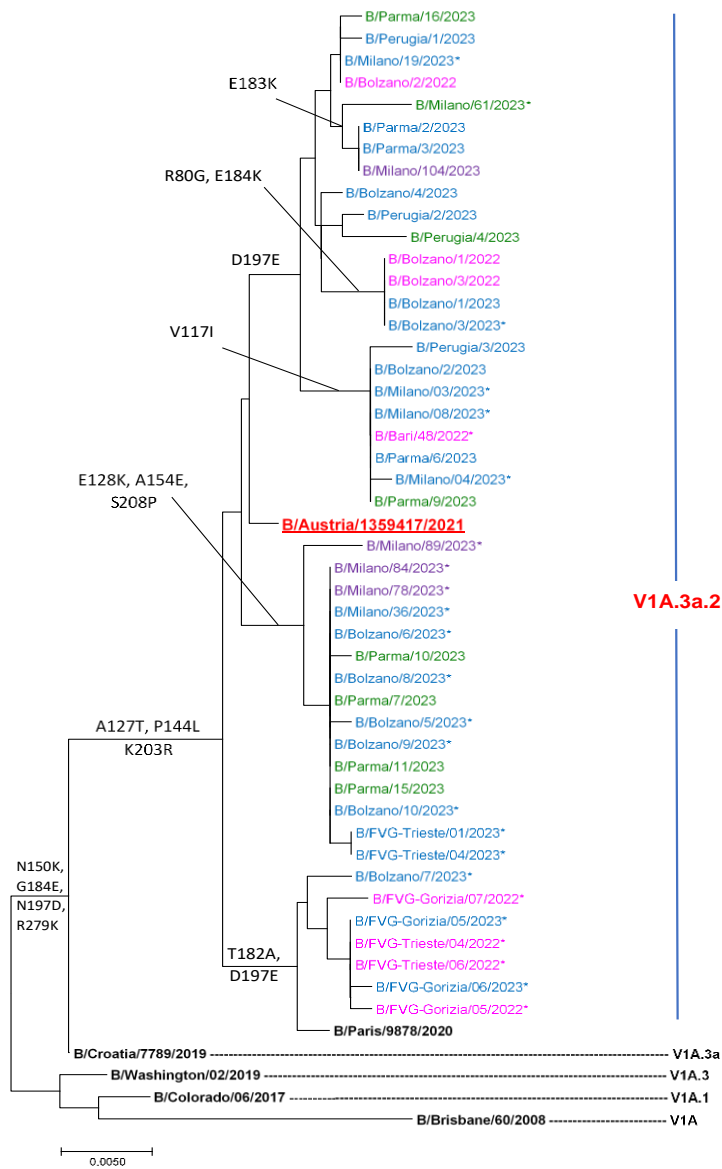 B/Parma/16/2023
B/Perugia/1/2023
B/Milano/19/2023*
B/Bolzano/2/2022
E183K
B/Milano/61/2023*
B/Parma/2/2023
B/Parma/3/2023
B/Milano/104/2023
R80G, E184K
B/Bolzano/4/2023
B/Perugia/2/2023
B/Perugia/4/2023
D197E
B/Bolzano/1/2022
B/Bolzano/3/2022
B/Bolzano/1/2023
B/Bolzano/3/2023*
V117I
B/Perugia/3/2023
B/Bolzano/2/2023
B/Milano/03/2023*
B/Milano/08/2023*
B/Bari/48/2022*
B/Parma/6/2023
B/Milano/04/2023*
B/Parma/9/2023
E128K, A154E,
S208P
B/Austria/1359417/2021
B/Milano/89/2023*
B/Milano/84/2023*
B/Milano/78/2023*
V1A.3a.2
B/Milano/36/2023*
B/Bolzano/6/2023*
B/Parma/10/2023
B/Bolzano/8/2023*
B/Parma/7/2023
B/Bolzano/5/2023*
A127T, P144L
K203R
B/Bolzano/9/2023*
B/Parma/11/2023
B/Parma/15/2023
B/Bolzano/10/2023*
B/FVG-Trieste/01/2023*
B/FVG-Trieste/04/2023*
N150K,
G184E,
N197D,
R279K
B/Bolzano/7/2023*
B/FVG-Gorizia/07/2022*
B/FVG-Gorizia/05/2023*
B/FVG-Trieste/04/2022*
B/FVG-Trieste/06/2022*
T182A,
D197E
B/FVG-Gorizia/06/2023*
B/FVG-Gorizia/05/2022*
B/Paris/9878/2020
B/Croatia/7789/2019 V1A.3a
B/Washington/02/2019 V1A.3
B/Colorado/06/2017 V1A.1
B/Brisbane/60/2008 V1A
0,0050